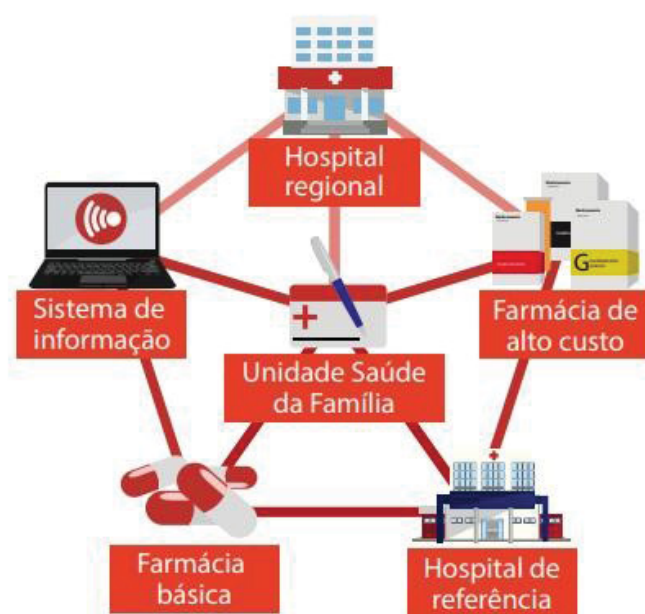 Hospital
regional
Sistema de
informação
G
Farmácia de
alto custo
Unidade Saúde
da Família
Farmácia
básica
Hospital de
referência